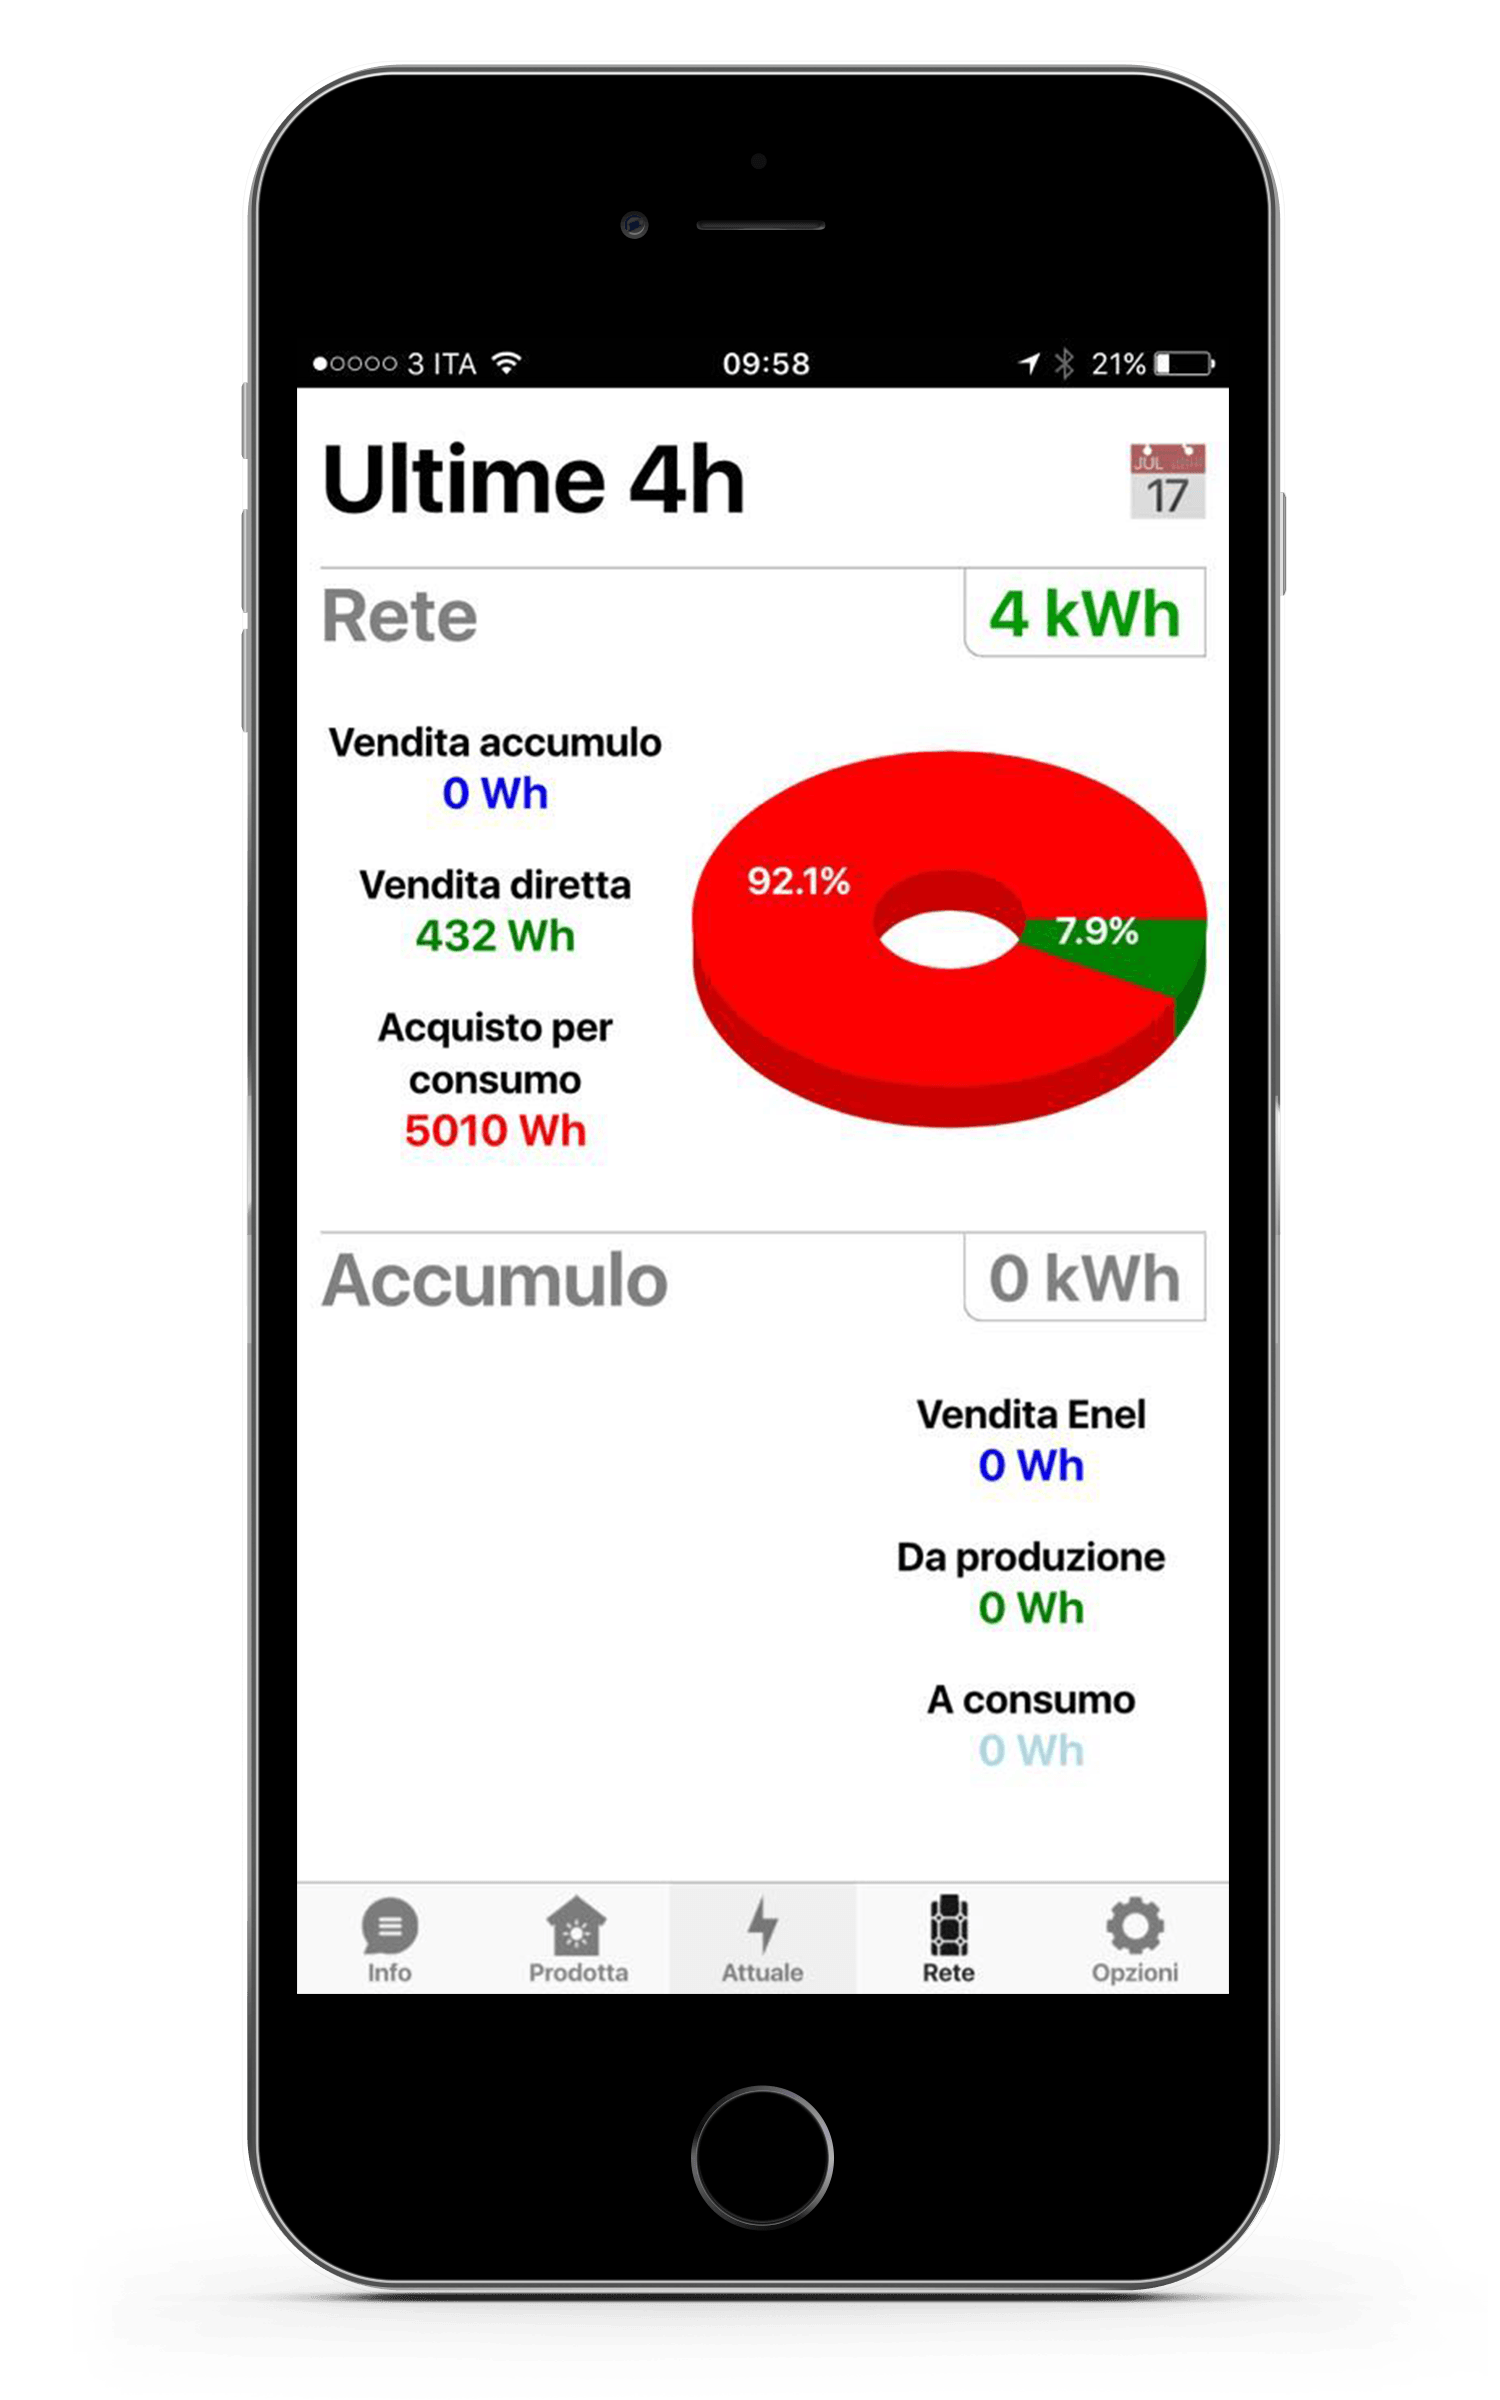 3 ITA 09:58 21%
Ultime 4h
JUL
17
Rete
4 kWh
Vendita accumulo
0 Wh
Vendita diretta
432 Wh
Acquisto per
consumo
5010 Wh
92.1%
7.9%
Accumulo
0 kWh
Vendita Enel
0 Wh
Da produzione
0 Wh
A consumo
0 Wh
Info Prodotta Attuale Rete Opzioni